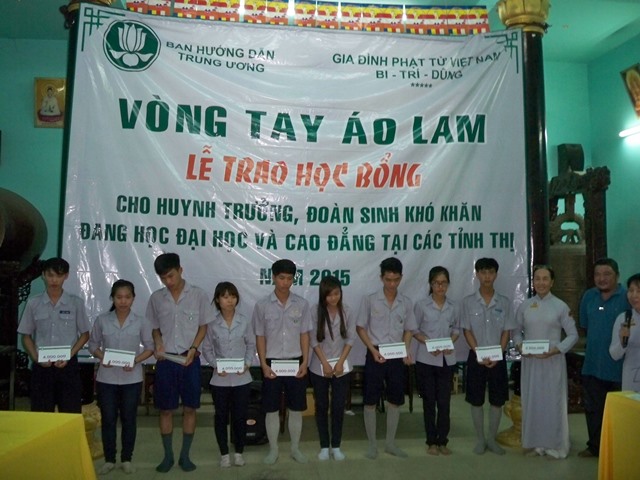 BAN HƯỚNG DẪN
TRUNG ƯƠNG
GIA ĐÌNH PHẬT TỬ VIỆT NAM
BI - TRÍ - DŨNG
*****
VÒNG TAY ÁO LAM
LỄ TRAO HỌC BỔNG
CHO HUYNH TRƯỞNG, ĐOÀN SINH KHÓ KHĂN
ĐANG HỌC ĐẠI HỌC VÀ CAO ĐẲNG TẠI CÁC TỈNH THỊ
NĂM 2015